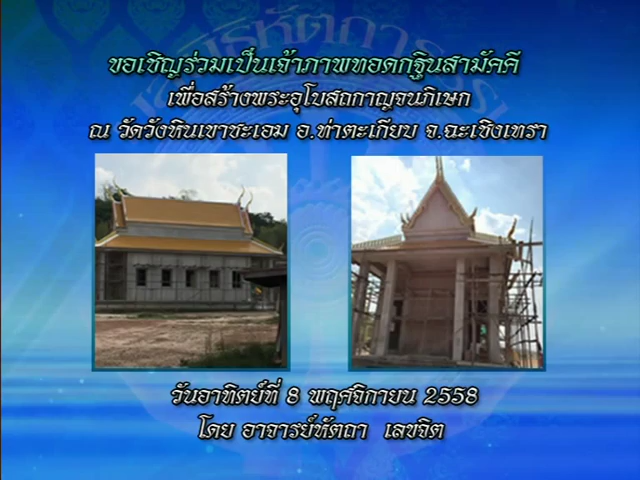 ขอเชิญร่วมเป็นเจ้าภาพทอดกฐินสามัคคี
เพื่อสร้างพระอุโบสถกาญจนภิเษก
ณ วัดวังหินเขาชะเอม อ.ท่าตะเกียบ จ.ฉะเชิงเทรา
วันอาทิตย์ที่ 8 พฤศจิกายน 2558
โดย อาจารย์หัตถา เลขจิต